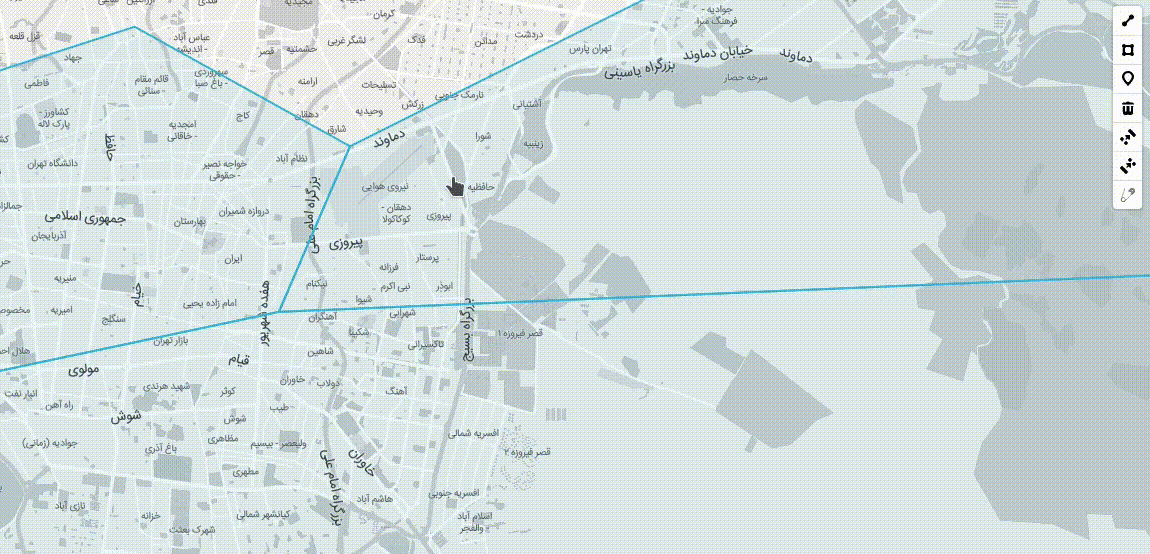 جوادیه -
فرهنگ سرا
مجیدیه
کرمان
عباس آباد
- اندیشه
حشمتیه
لشگر غربی
فدک
مدائن
دردشت
تهران پارس
خیابان دماوند
دماوند
بزرگراه یاسینی
سرخه حصار
قصر
جهاد
فاطمی
قائم مقام
- سنائی
سهروردی
- باغ صبا
ارامنه
تسلیحات
نارمک جنوبی
زرکش
وحیدیه
آشتیانی
کشاورز -
پارک لاله
کاج
دهقان
شارق
دماوند
شورا
زینبیه
امجدیه
- خاقانی
حافظ
نظام آباد
دانشگاه تهران
خواجه نصیر
- حقوقی
نیروی هوایی
حافظیه
بزرگراه امام علی
جمهوری اسلامی
دروازه شمیران
بهارستان
دهقان -
کوکاکولا
پیروزی
آذربایجان
پیروزی
ایران
پرستار
فرزانه
منیریه
خیام
هفده شهریور
نیکنام
نبی اکرم
ابوذر
امیریه
امام زاده یحیی
شیوا
سنگلج
آهنگران
شهرابی
بزرگراه بسیج
قصر فیروزه ۱
بازار تهران
شکیبا
تاکسیرانی
قیام
شاهین
مولوی
خاوران
دولاب
آهنگ
انبار نفت
شهید هرندی
کوثر
راه آهن
طیب
شوش
شوش
افسریه شمالی
جوادیه (زمانی)
مظاهری
ولیعصر - بیسیم
باغ آذری
خاوران
قصر فیروزه ۲
مطهری
بزرگراه امام علی
هاشم آباد
افسریه جنوبی
نازی آباد
خزانه
کیانشهر شمالی
اسلام آباد
- والفجر
شهرک بعثت